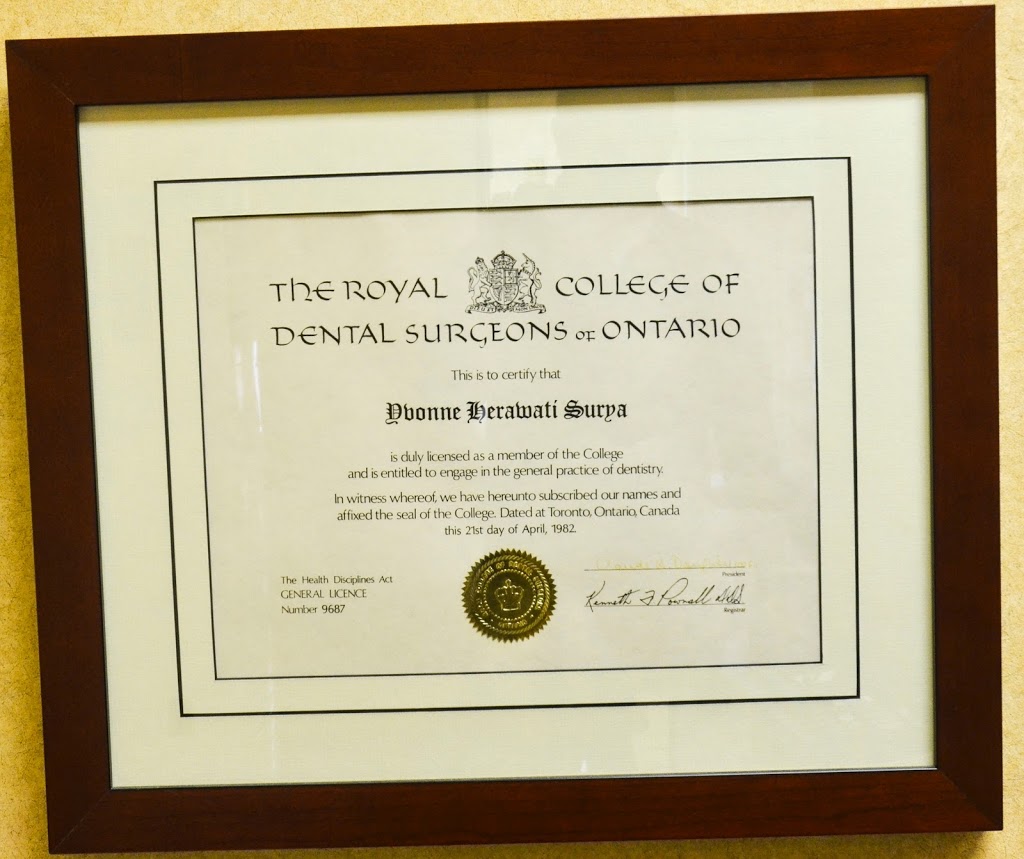 THE ROYAL COLLEGE OF
DENTAL SURGEONS OF ONTARIO
This is to certify that
Yvonne Herawati Surya
is duly licensed as a member of the College
and is entitled to engage in the general practice of dentistry.
In witness whereof, we have hereunto subscribed our names and
affixed the seal of the College. Dated at Toronto, Ontario, Canada
this 21st day of April, 1982.
The Health Disciplines Act
GENERAL LICENCE
Number 9687
President
Kenneth F Pownall
Registrar